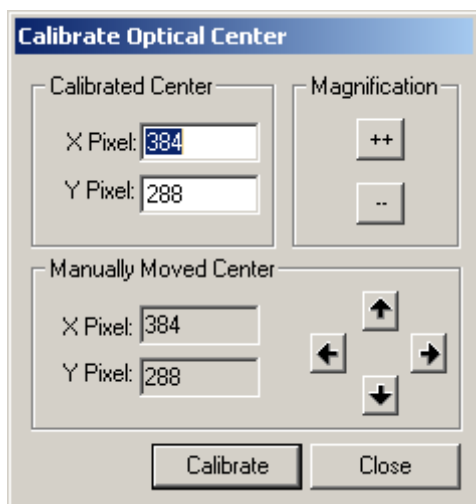 Calibrate Optical Center
Calibrated Center
X Pixel: 384
Y Pixel: 288
Magnification
++
--
Manually Moved Center
X Pixel: 384
Y Pixel: 288
Calibrate
Close